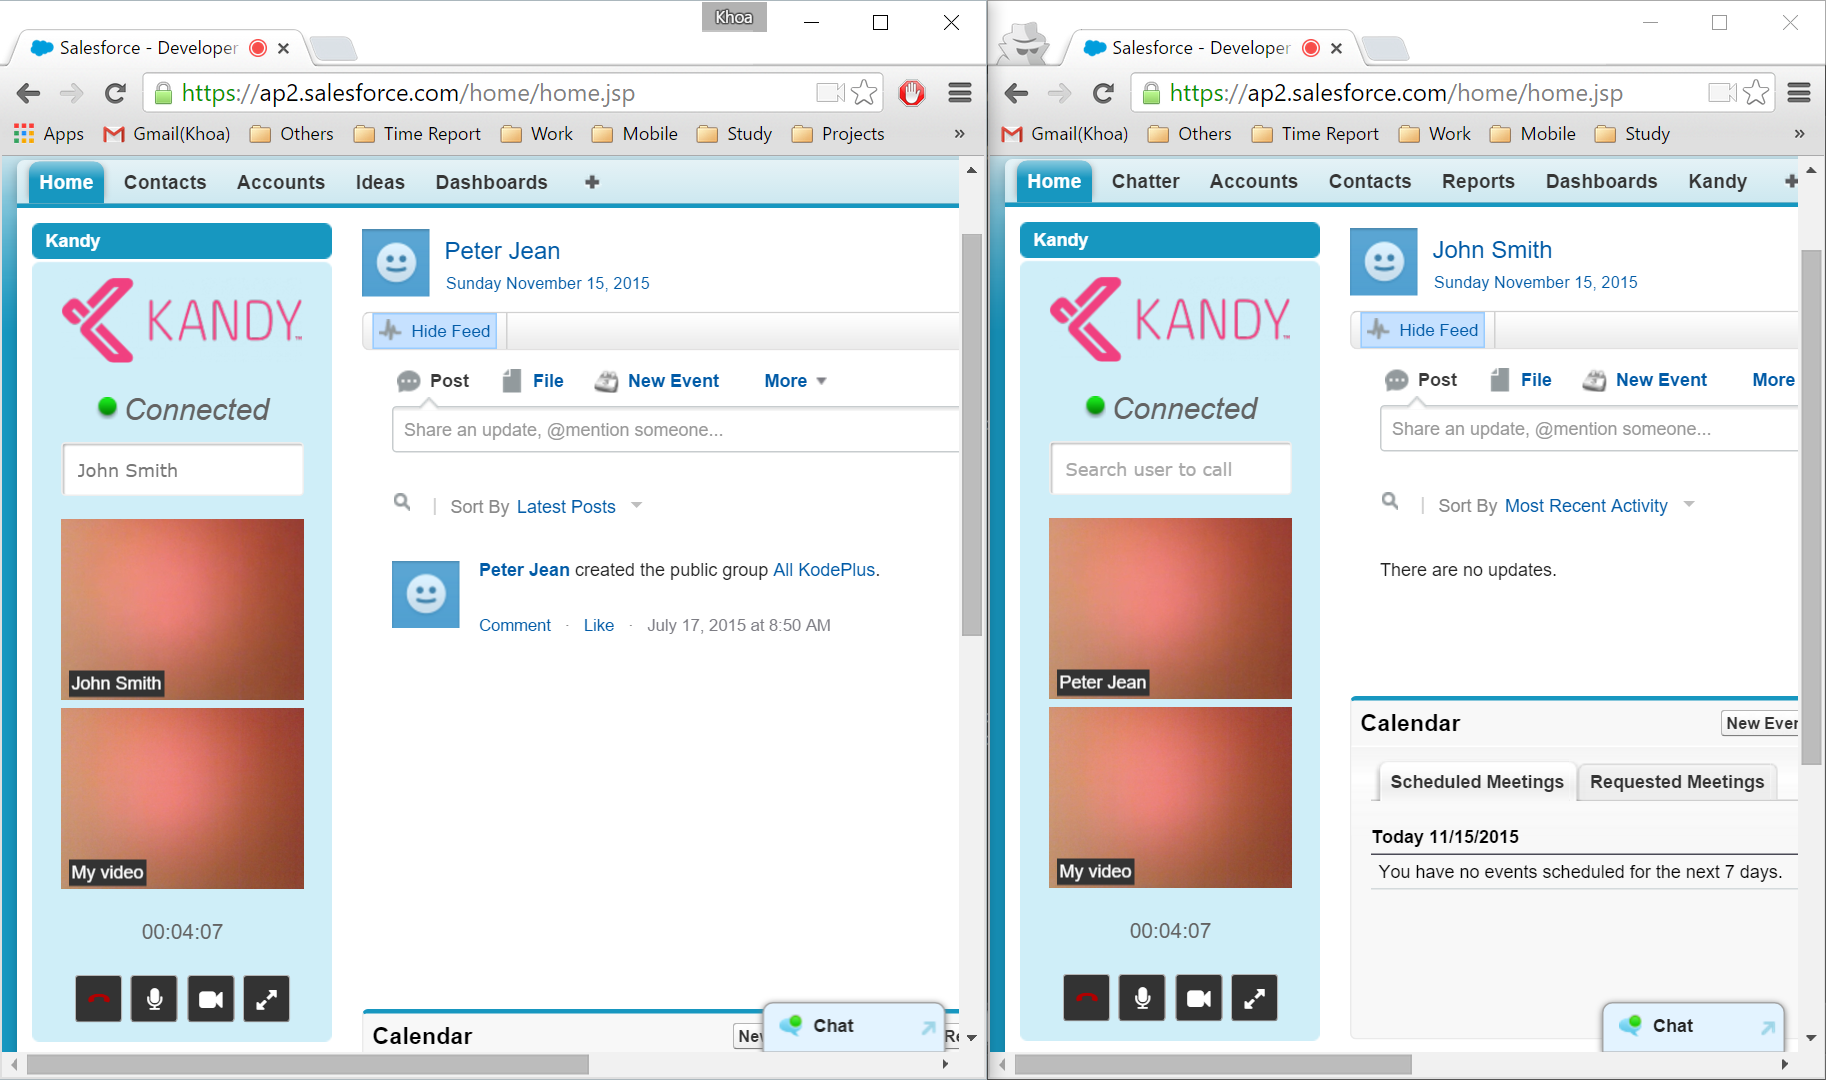 Khoa
Salesforce - Developer
https://ap2.salesforce.com/home/home.jsp
Apps Gmail(Khoa) Others Time Report Work Mobile Study Projects »
Home Contacts Accounts Ideas Dashboards
Kandy
KANDY™
Connected
John Smith
John Smith
My video
00:04:07
Peter Jean
Sunday November 15, 2015
Hide Feed
Post File New Event More
Share an update, @mention someone...
Sort By Latest Posts
Peter Jean created the public group All KodePlus.
Comment · Like · July 17, 2015 at 8:50 AM
Calendar
Chat
Salesforce - Developer
https://ap2.salesforce.com/home/home.jsp
Gmail(Khoa) Others Time Report Work Mobile Study »
Home Chatter Accounts Contacts Reports Dashboards Kandy
Kandy
KANDY™
Connected
Search user to call
Peter Jean
My video
00:04:07
John Smith
Sunday November 15, 2015
Hide Feed
Post File New Event More
Share an update, @mention someone...
Sort By Most Recent Activity
There are no updates.
Calendar
New Ever
Scheduled Meetings Requested Meetings
Today 11/15/2015
You have no events scheduled for the next 7 days.
Chat